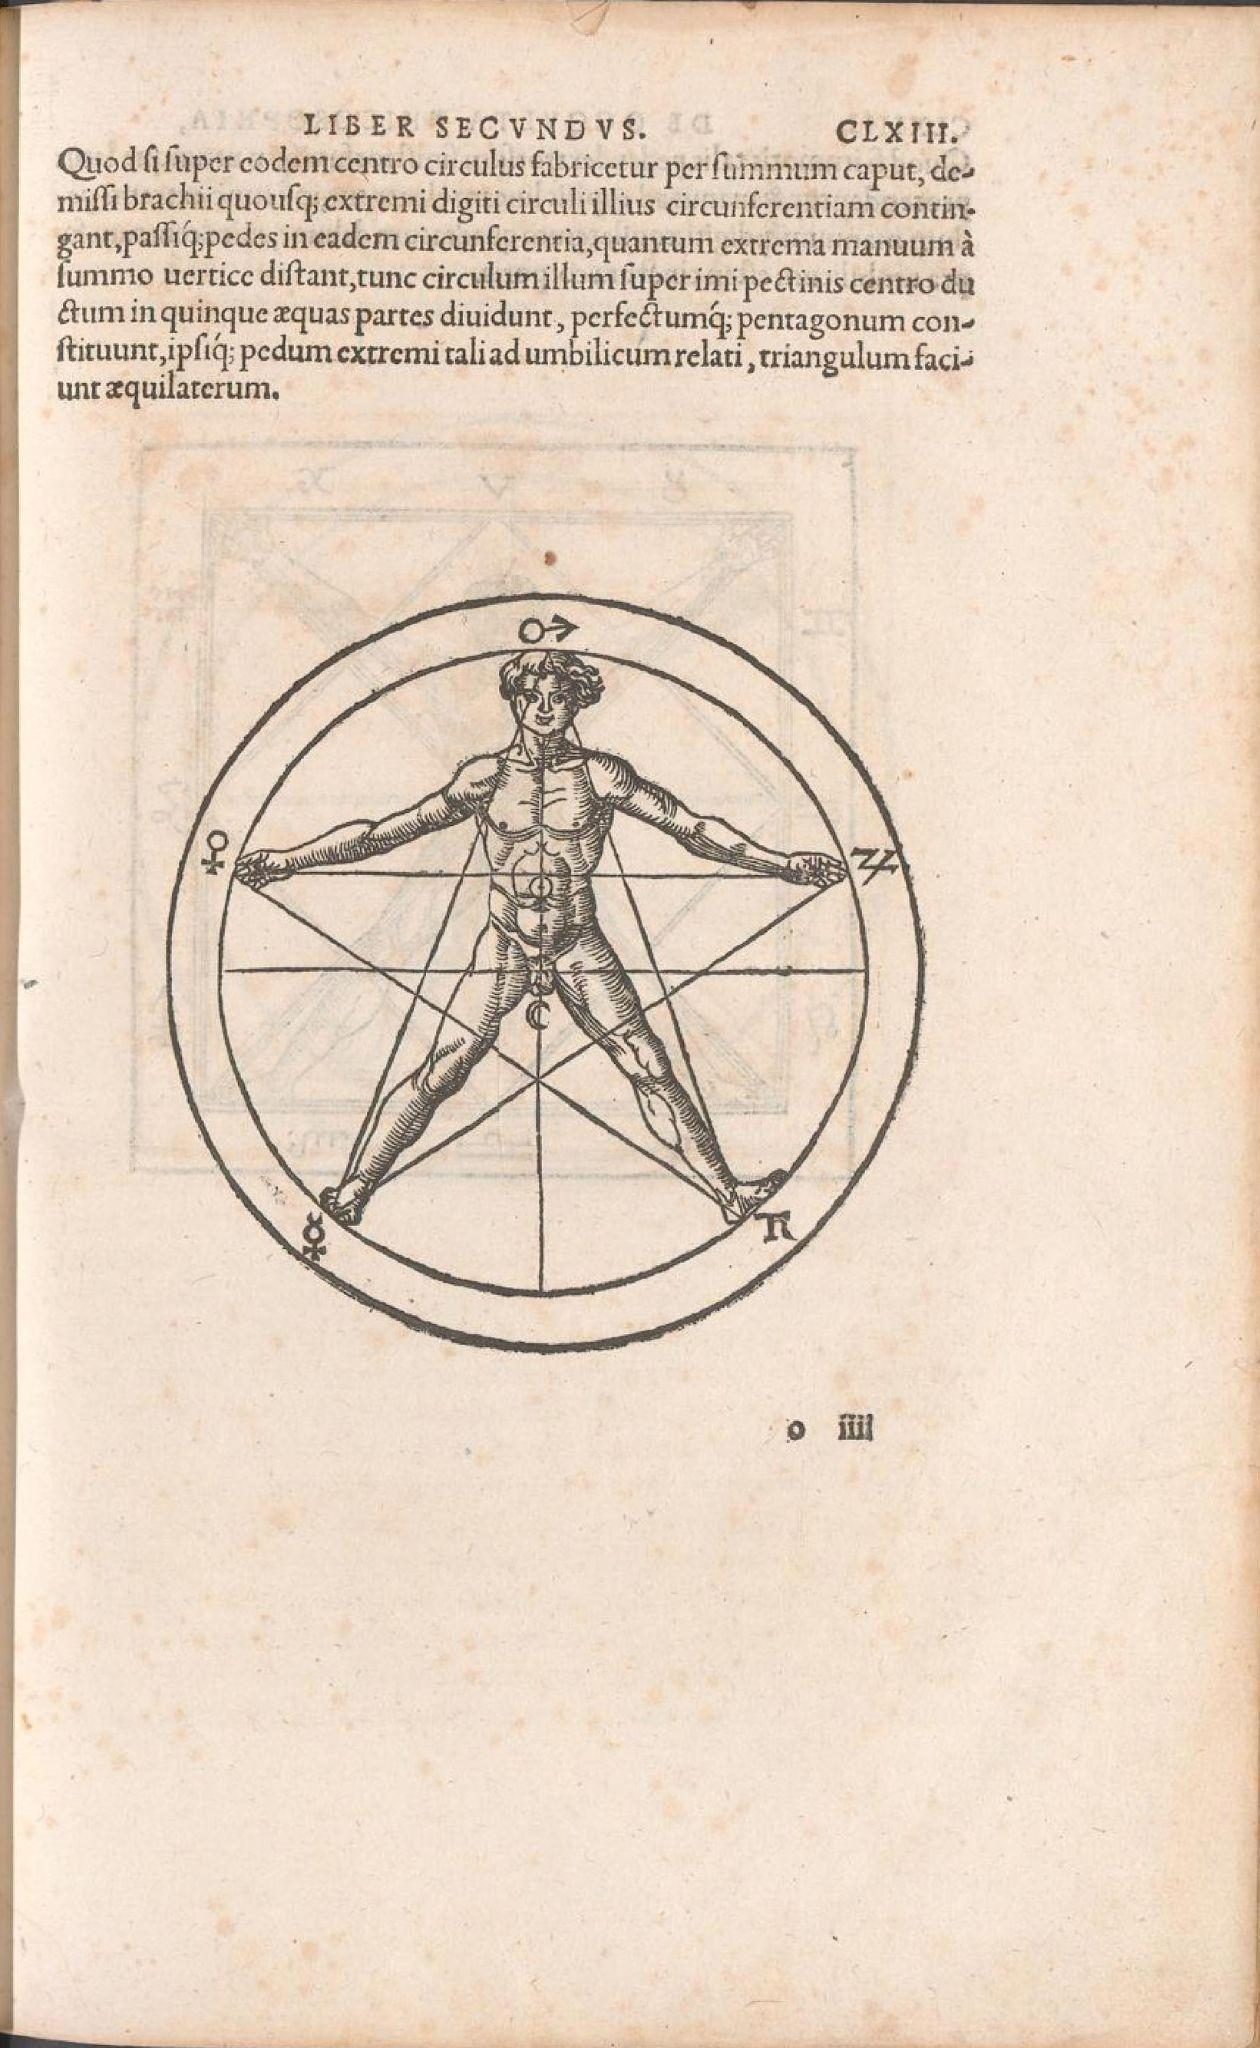 LIBER SECVNDVS. CLXIII.
Quod ſi ſuper eodem centro circulus fabricetur per ſummum caput, de-
miſſi brachii quouſq; extremi digiti circuli illius circunferentiam contin-
gant, paſſiq́; pedes in eadem circunferentia, quantum extrema manuum à
ſummo uertice diſtant, tunc circulum illum ſuper imi pectinis centro du
ctum in quinque æquas partes diuidunt, perfectumq́; pentagonum con-
ſtituunt, ipſiq́; pedum extremi tali ad umbilicum relati, triangulum faci-
unt æquilaterum.
♂
♀ ♃
☉
☾
☿ ♄
o iiii